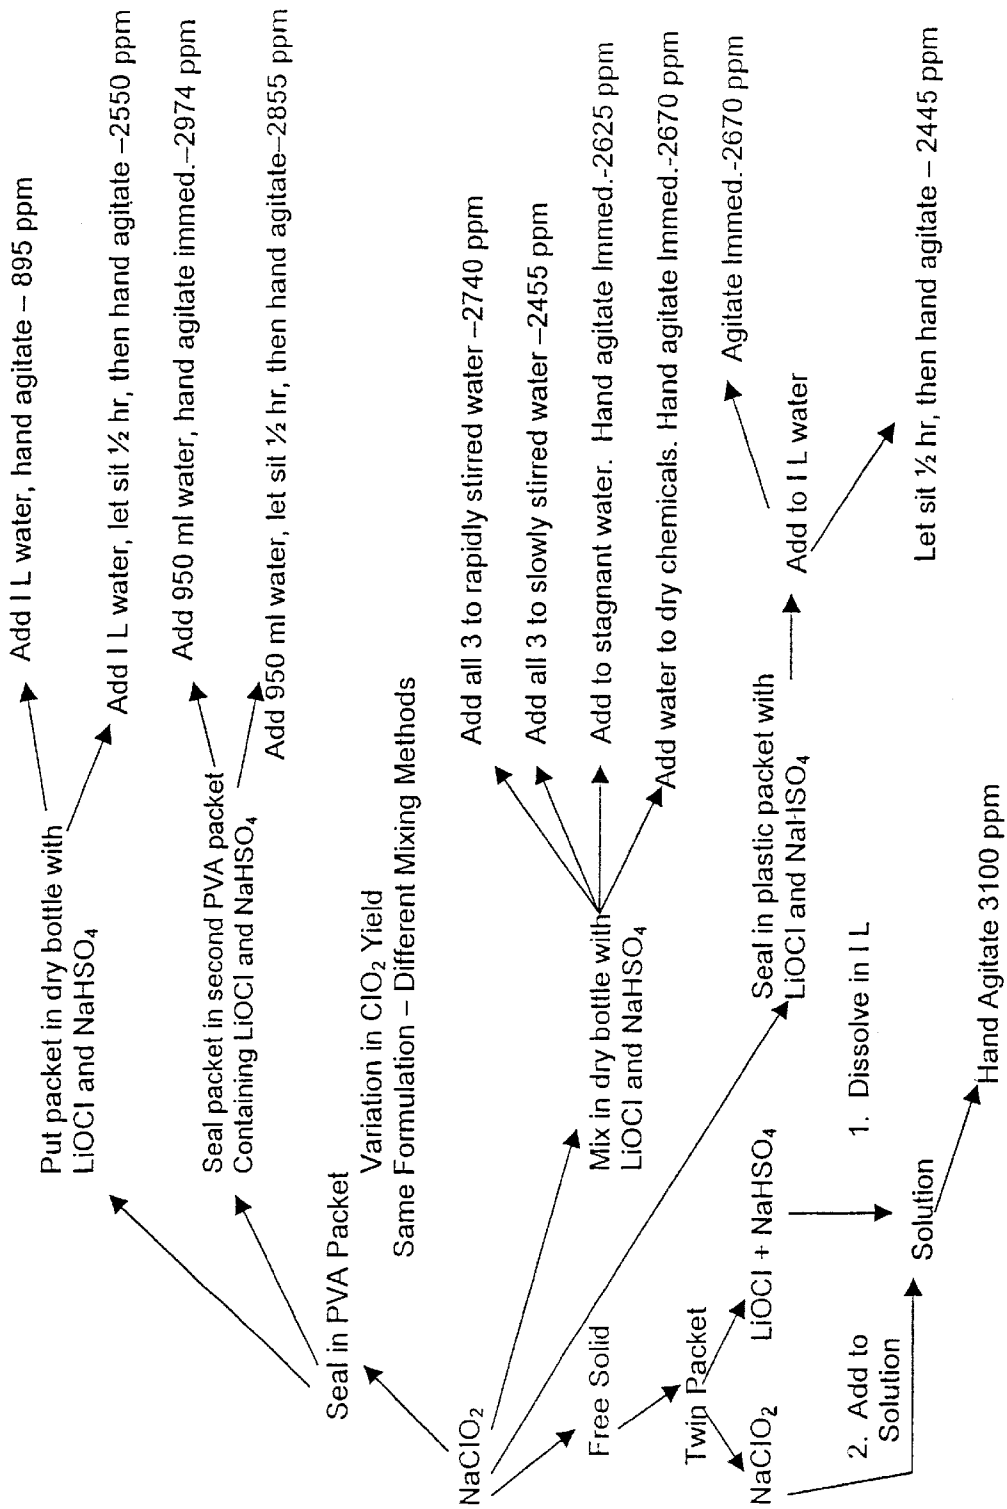 Put packet in dry bottle with
LiOCl and NaHSO₄
Add I L water, hand agitate – 895 ppm
Add I L water, let sit ½ hr, then hand agitate –2550 ppm
Seal packet in second PVA packet
Containing LiOCl and NaHSO₄
Add 950 ml water, hand agitate immed.–2974 ppm
Add 950 ml water, let sit ½ hr, then hand agitate–2855 ppm
Seal in PVA Packet
Variation in ClO₂ Yield
Same Formulation – Different Mixing Methods
NaClO₂
Add all 3 to rapidly stirred water –2740 ppm
Add all 3 to slowly stirred water –2455 ppm
Mix in dry bottle with
LiOCl and NaHSO₄
Add to stagnant water. Hand agitate Immed.-2625 ppm
Add water to dry chemicals. Hand agitate Immed.-2670 ppm
Free Solid
Seal in plastic packet with
LiOCl and NaHSO₄
Add to I L water
Agitate Immed.-2670 ppm
Let sit ½ hr, then hand agitate – 2445 ppm
Twin Packet
NaClO₂
LiOCl + NaHSO₄
1. Dissolve in I L
2. Add to
Solution
Solution
Hand Agitate 3100 ppm